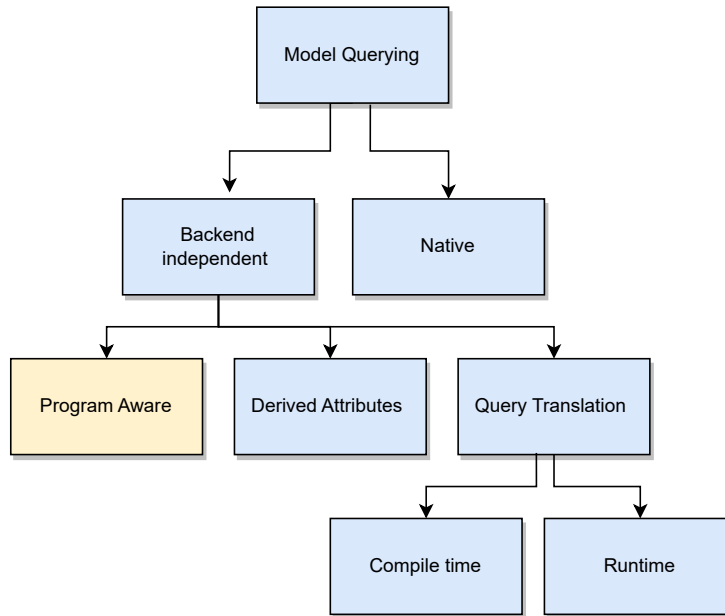 Model Querying
Backend
independent
Native
Program Aware
Derived Attributes
Query Translation
Compile time
Runtime